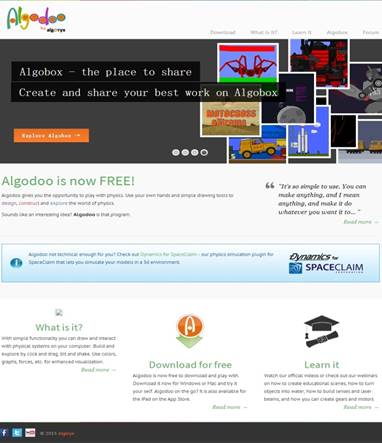 Algodoo
by algoryx
Download What is it? Learn it Algobox Forum
Algobox - the place to share
Create and share your best work on Algobox
MOTOCROSS
Explore Algobox →
Algodoo is now FREE!
Algodoo gives you the opportunity to play with physics. Use your own hands and simple drawing tools to
design, construct and explore the world of physics.
Sounds like an interesting idea? Algodoo is that program.
"It's so simple to use. You can
make anything, and I mean
anything, and make it do
whatever you want it to... "
Read more →
Algodoo not technical enough for you? Check out Dynamics for SpaceClaim - our physics simulation plugin for
SpaceClaim that lets you simulate your models in a 3d environment.
Dynamics for
SPACECLAIM
What is it?
With simple functionality you can draw and interact
with physical systems on your computer. Build and
explore by click and drag, tilt and shake. Use colors,
graphs, forces, etc. for enhanced visualization.
Read more →
Download for free
Algodoo is now free to download and play with.
Download it now for Windows or Mac and try it
your self. Algodoo on the go? It is also available for
the iPad on the App Store.
Read more →
Learn it
Watch our official videos or check out our webinars
on how to create educational scenes, how to turn
objects into water, how to build lenses and laser-
beams, and how you can create gears and motors.
Read more →